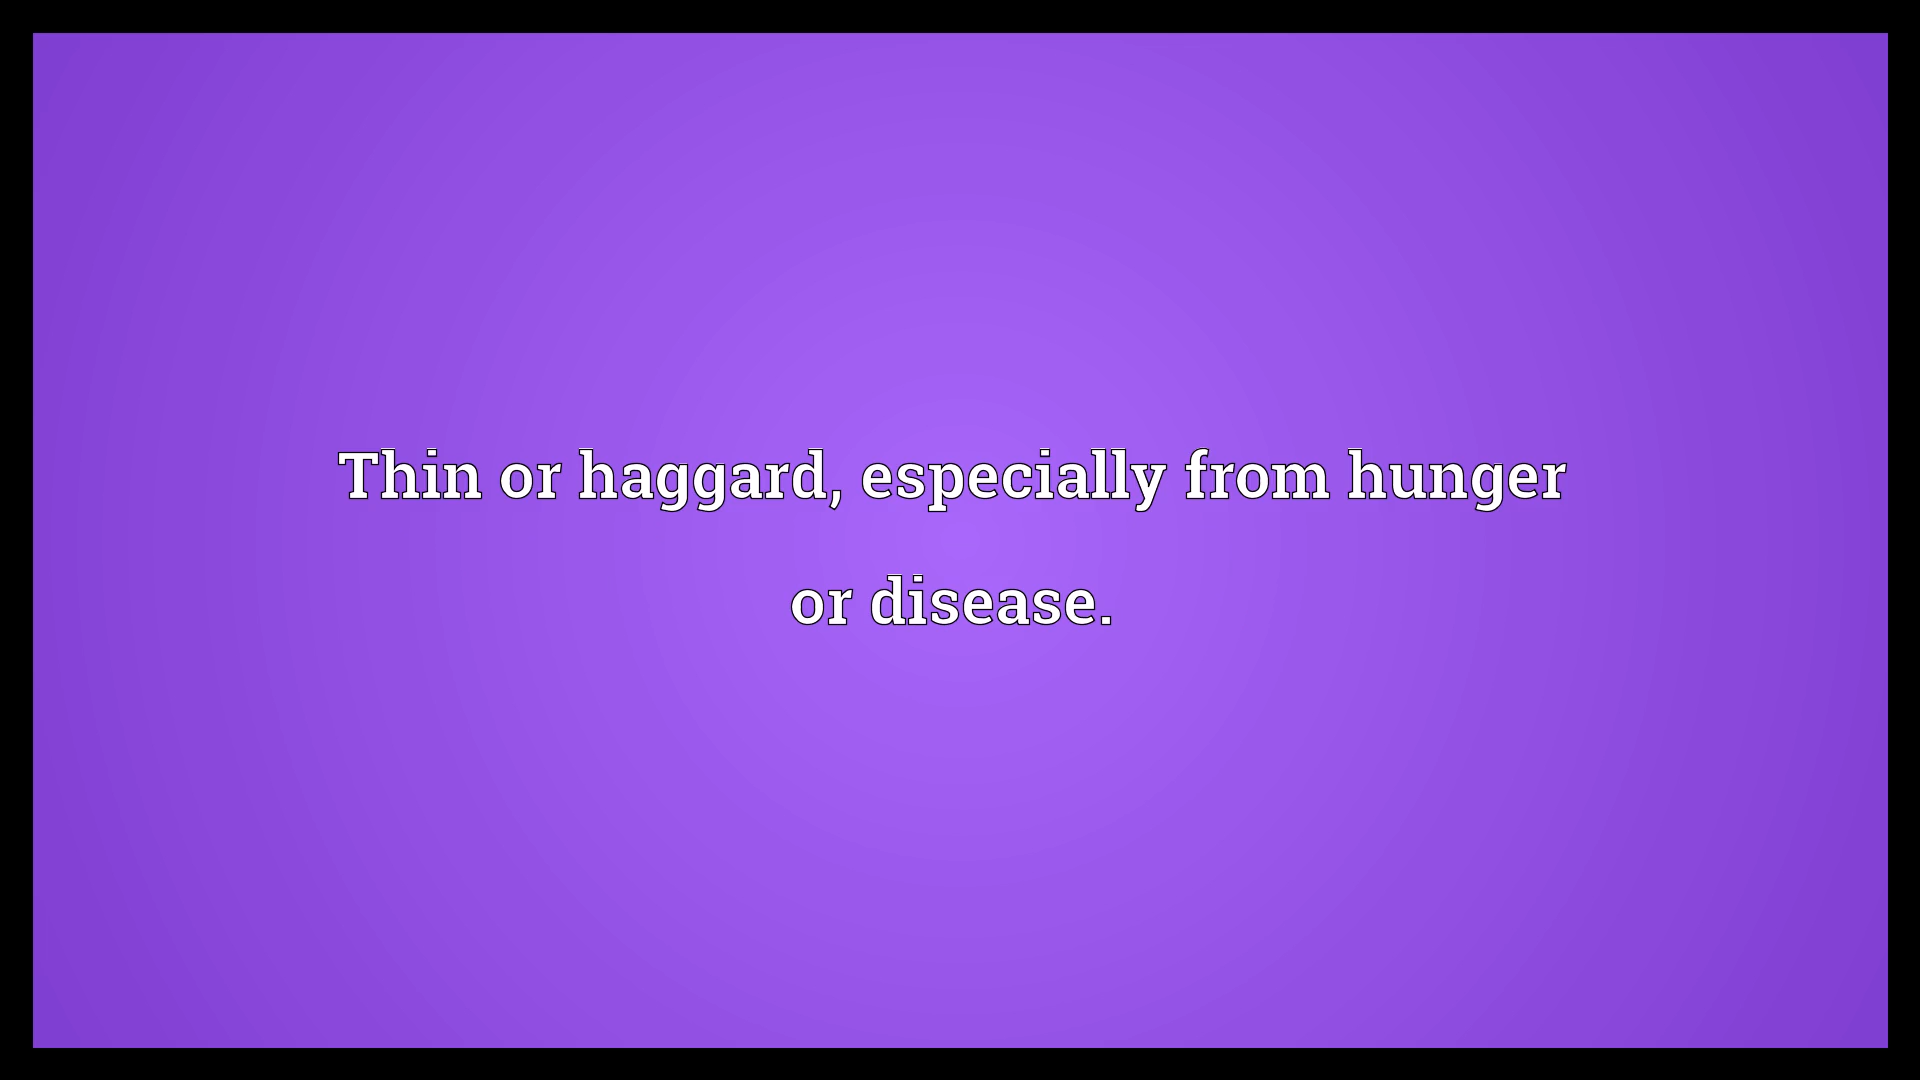 Thin or haggard, especially from hunger
or disease.